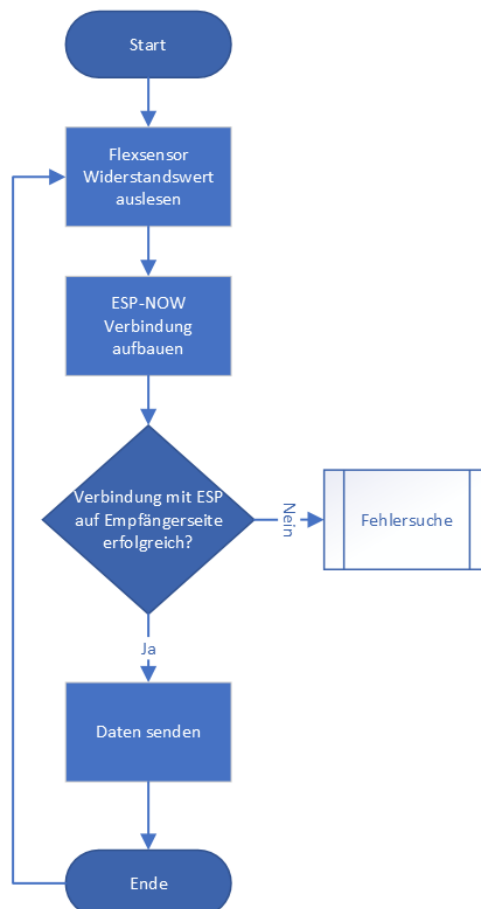 Start
Flexsensor
Widerstandswert
auslesen
ESP-NOW
Verbindung
aufbauen
Verbindung mit ESP
auf Empfängerseite
erfolgreich?
Nein
Fehlersuche
Ja
Daten senden
Ende